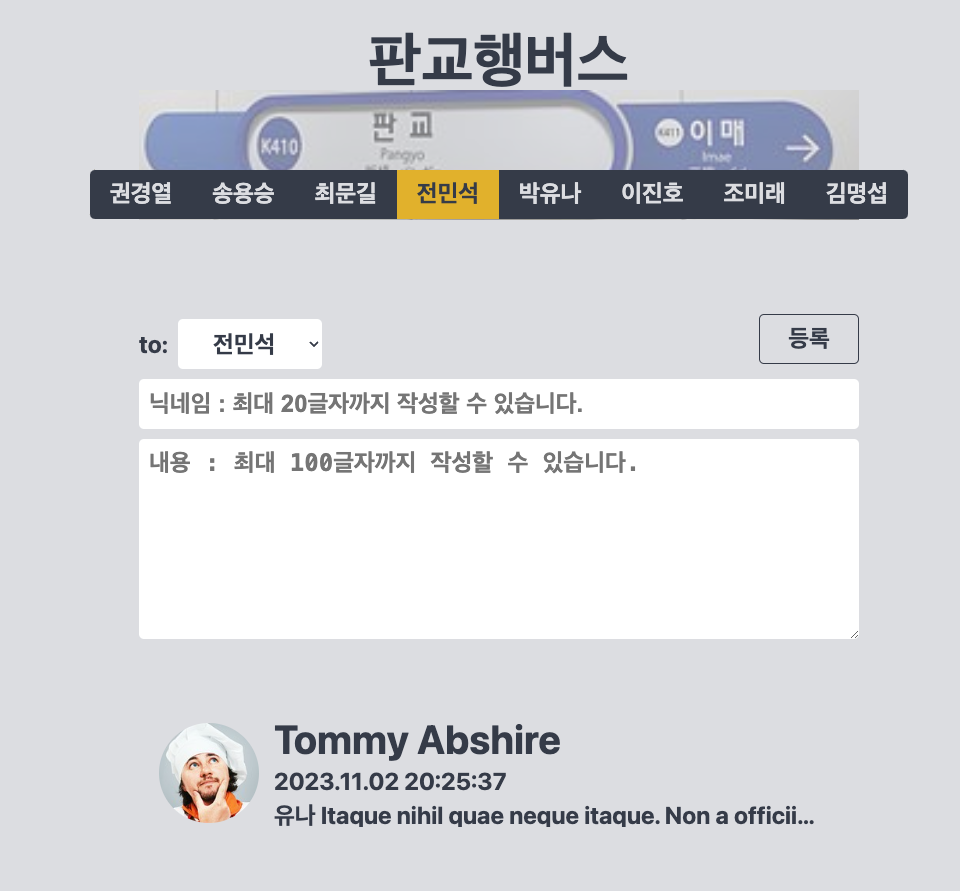 판교행버스
K410
판교
Pangyo
K411
이매
Imae
권경열 송용승 최문길 전민석 박유나 이진호 조미래 김명섭
to: 전민석
등록
닉네임 : 최대 20글자까지 작성할 수 있습니다.
내용 : 최대 100글자까지 작성할 수 있습니다.
Tommy Abshire
2023.11.02 20:25:37
유나 Itaque nihil quae neque itaque. Non a officii...